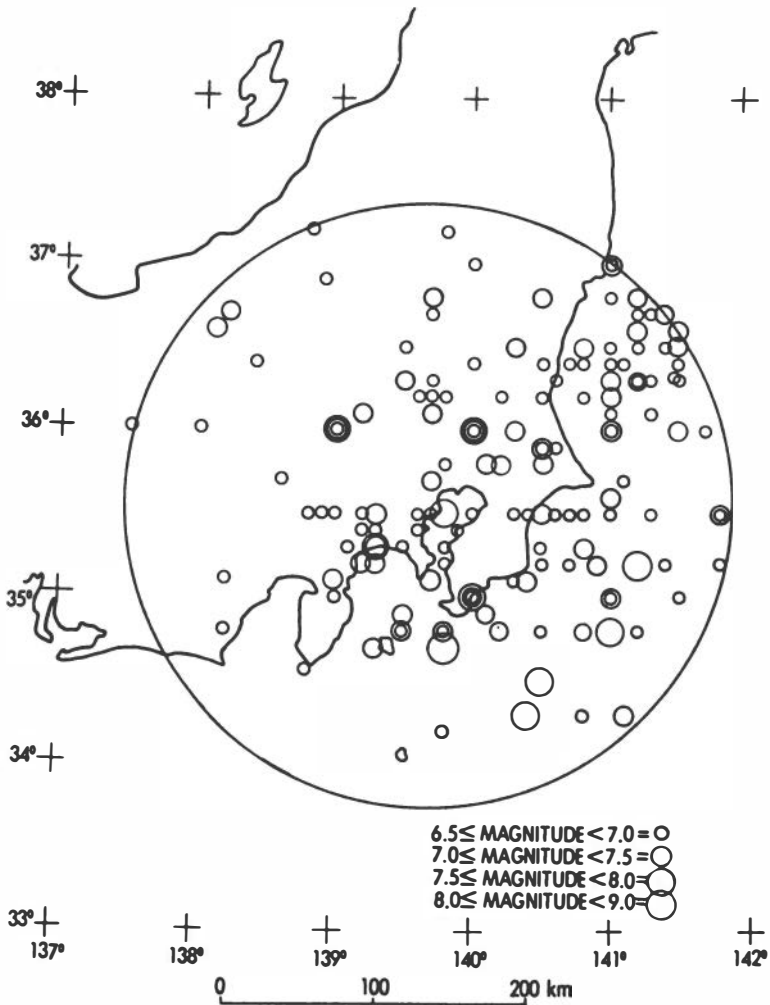 38°
37°
36°
35°
34°
6.5≤ MAGNITUDE < 7.0 =
7.0≤ MAGNITUDE < 7.5 =
7.5≤ MAGNITUDE < 8.0=
8.0≤ MAGNITUDE < 9.0=
33°
137° 138° 139° 140° 141° 142°
0 100 200 km